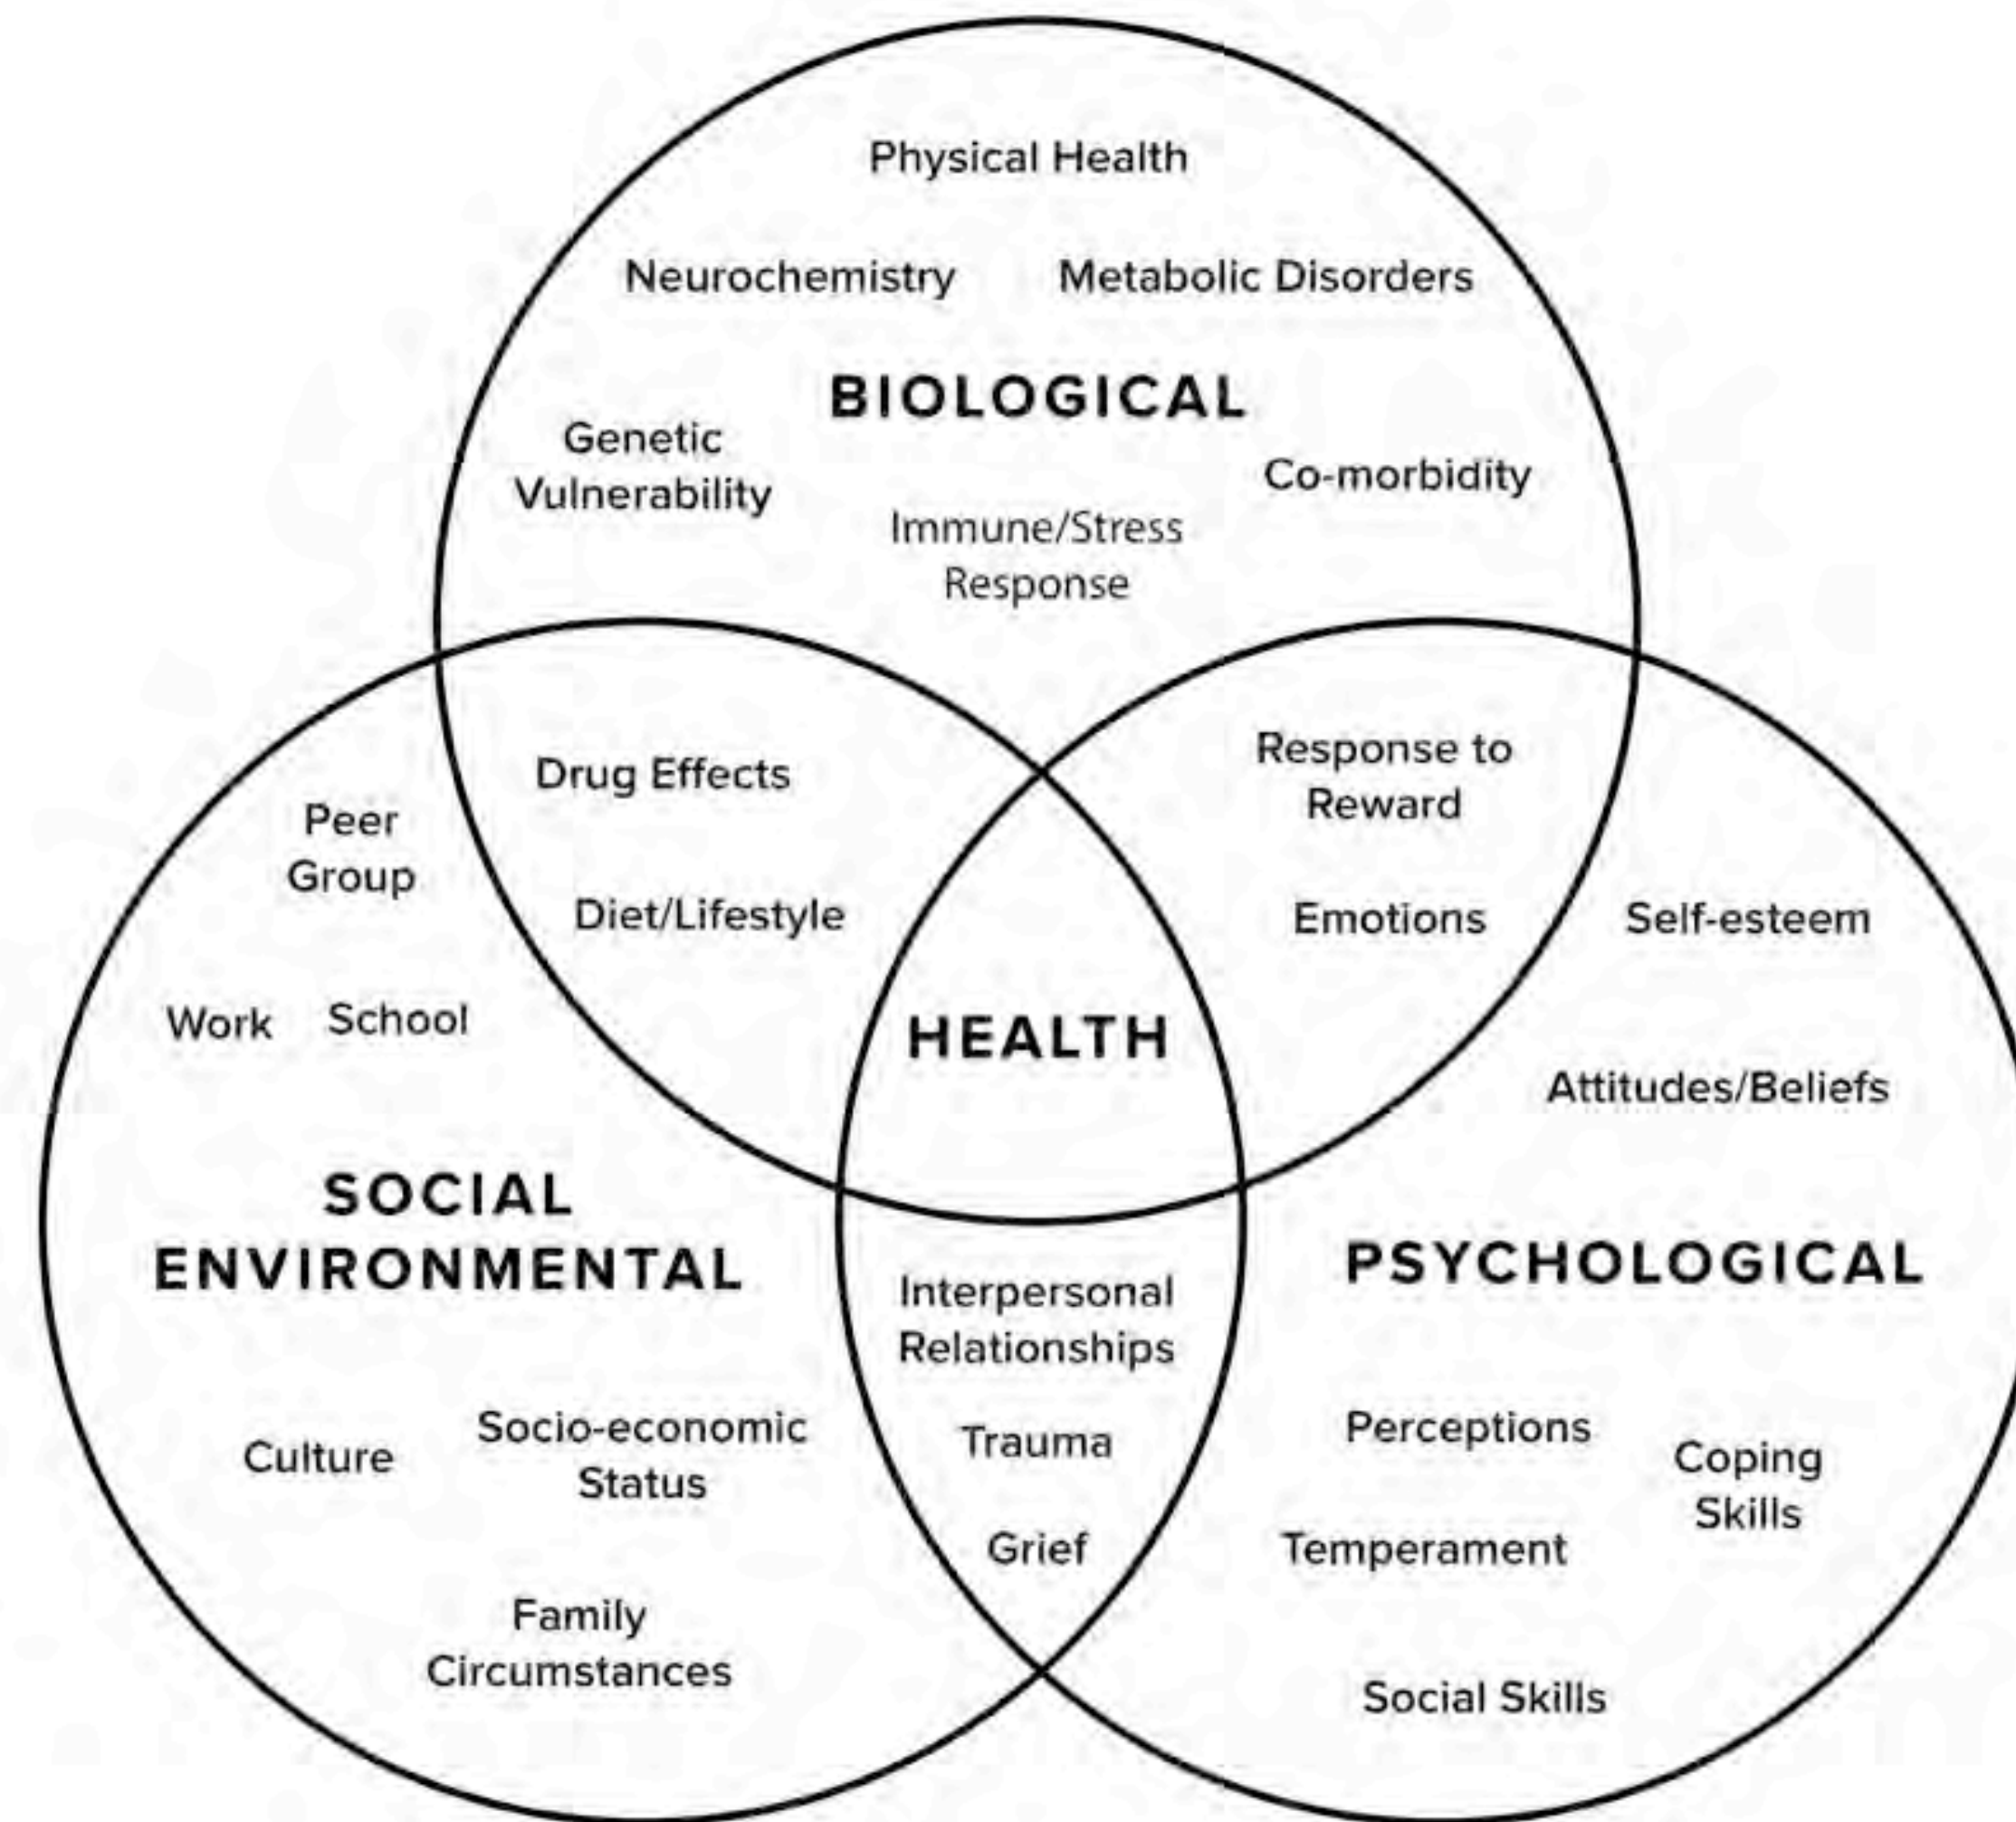 Physical Health
Neurochemistry
Metabolic Disorders
BIOLOGICAL
Genetic
Vulnerability
Co-morbidity
Immune/Stress
Response
Drug Effects
Diet/Lifestyle
Response to
Reward
Emotions
Peer
Group
Work
School
SOCIAL
ENVIRONMENTAL
Culture
Socio-economic
Status
Family
Circumstances
HEALTH
Interpersonal
Relationships
Trauma
Grief
Self-esteem
Attitudes/Beliefs
PSYCHOLOGICAL
Perceptions
Coping
Skills
Temperament
Social Skills